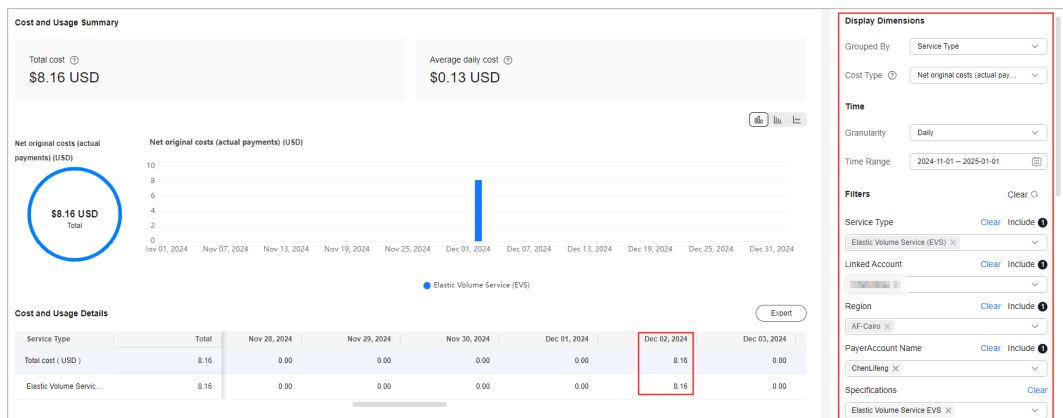 Cost and Usage Summary
Total cost
$8.16 USD
Average daily cost
$0.13 USD
Net original costs (actual
payments) (USD)
$8.16 USD
Total
Net original costs (actual payments) (USD)
10
8
6
4
2
0
lov 01, 2024 Nov 07, 2024 Nov 13, 2024 Nov 19, 2024 Nov 25, 2024 Dec 01, 2024 Dec 07, 2024 Dec 13, 2024 Dec 19, 2024 Dec 25, 2024 Dec 31, 2024
Elastic Volume Service (EVS)
Cost and Usage Details
Export
Service Type Total Nov 28, 2024 Nov 29, 2024 Nov 30, 2024 Dec 01, 2024 Dec 02, 2024 Dec 03, 2024
Total cost ( USD ) 8.16 0.00 0.00 0.00 0.00 8.16 0.00
Elastic Volume Servic... 8.16 0.00 0.00 0.00 0.00 8.16 0.00
Display Dimensions
Grouped By Service Type
Cost Type Net original costs (actual pay...
Time
Granularity Daily
Time Range 2024-11-01 – 2025-01-01
Filters Clear
Service Type Clear Include 1
Elastic Volume Service (EVS) ×
Linked Account Clear Include 1
Region Clear Include 1
AF-Cairo ×
PayerAccount Name Clear Include 1
ChenLifeng ×
Specifications Clear
Elastic Volume Service EVS ×